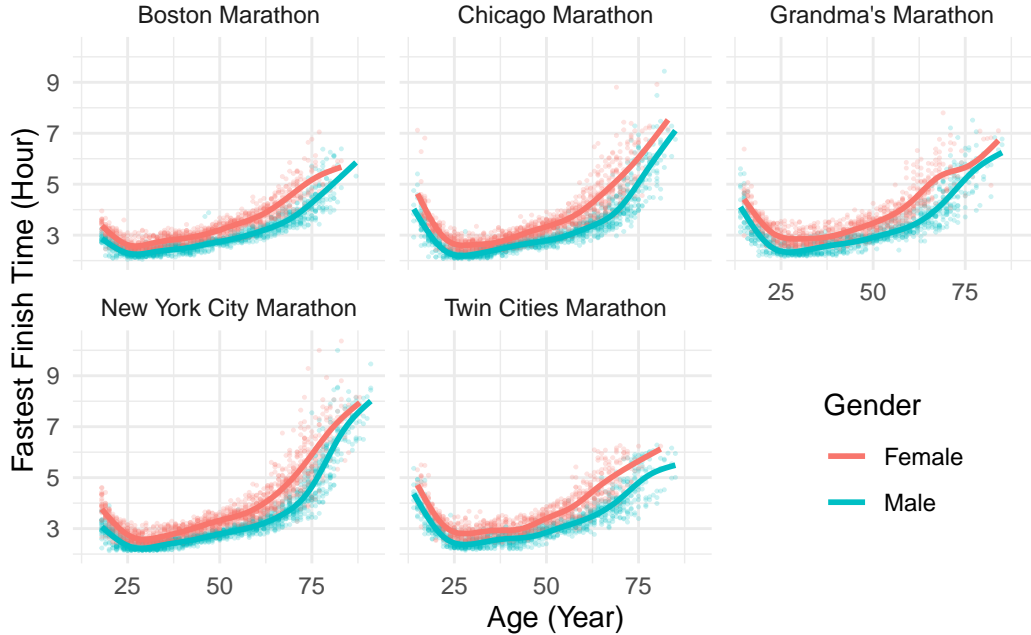 Boston Marathon
Chicago Marathon
Grandma's Marathon
9
7
5
3
25
50
75
New York City Marathon
Twin Cities Marathon
9
7
5
3
25
50
75
25
50
75
Fastest Finish Time (Hour)
Age (Year)
Gender
Female
Male